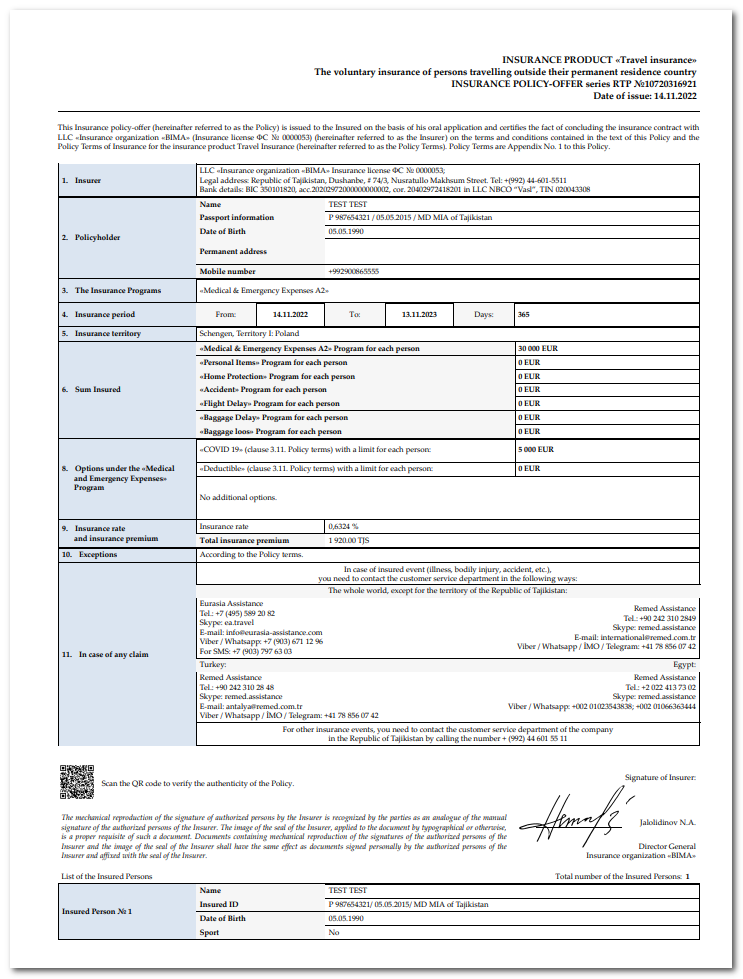 INSURANCE PRODUCT «Travel insurance»
The voluntary insurance of persons travelling outside their permanent residence country
INSURANCE POLICY-OFFER series RTP №10720316921
Date of issue: 14.11.2022
This Insurance policy-offer (hereinafter referred to as the Policy) is issued to the Insured on the basis of his oral application and certifies the fact of concluding the insurance contract with
LLC «Insurance organization «BIMA» (Insurance license ФС № 0000053) (hereinafter referred to as the Insurer) on the terms and conditions contained in the text of this Policy and the
Policy Terms of Insurance for the insurance product Travel Insurance (hereinafter referred to as the Policy Terms). Policy Terms are Appendix No. 1 to this Policy.
1. Insurer
LLC «Insurance organization «BIMA» Insurance license ФС № 0000053;
Legal address: Republic of Tajikistan, Dushanbe, # 74/3, Nusratullo Makhsum Street. Tel: +(992) 44-601-5511
Bank details: BIC 350101820, acc.20202972000000000002, cor. 20402972418201 in LLC NBCO "Vasl", TIN 020043308
2. Policyholder
Name TEST TEST
Passport information P 987654321 / 05.05.2015 / MD MIA of Tajikistan
Date of Birth 05.05.1990
Permanent address
Mobile number +992900865555
3. The Insurance Programs «Medical & Emergency Expenses A2»
4. Insurance period From: 14.11.2022 To: 13.11.2023 Days: 365
5. Insurance territory Schengen, Territory I: Poland
6. Sum Insured
«Medical & Emergency Expenses A2» Program for each person 30 000 EUR
«Personal Items» Program for each person 0 EUR
«Home Protection» Program for each person 0 EUR
«Accident» Program for each person 0 EUR
«Flight Delay» Program for each person 0 EUR
«Baggage Delay» Program for each person 0 EUR
«Baggage loos» Program for each person 0 EUR
8. Options under the «Medical
and Emergency Expenses»
Program
«COVID 19» (clause 3.11. Policy terms) with a limit for each person: 5 000 EUR
«Deductible» (clause 3.11. Policy terms) with a limit for each person: 0 EUR
No additional options.
9. Insurance rate
and insurance premium
Insurance rate 0,6324 %
Total insurance premium 1 920.00 TJS
10. Exceptions According to the Policy terms.
11. In case of any claim
In case of insured event (illness, bodily injury, accident, etc.),
you need to contact the customer service department in the following ways:
The whole world, except for the territory of the Republic of Tajikistan:
Eurasia Assistance
Tel.: +7 (495) 589 20 82
Skype: ea.travel
E-mail: info@eurasia-assistance.com
Viber / Whatsapp: +7 (903) 671 12 96
For SMS: +7 (903) 797 63 03
Remed Assistance
Tel.: +90 242 310 2849
Skype: remed.assistance
E-mail: international@remed.com.tr
Viber / Whatsapp / İMO / Telegram: +41 78 856 07 42
Turkey:
Remed Assistance
Tel.: +90 242 310 28 48
Skype: remed.assistance
E-mail: antalya@remed.com.tr
Viber / Whatsapp / İMO / Telegram: +41 78 856 07 42
Egypt:
Remed Assistance
Tel.: +2 022 413 73 02
Skype: remed.assistance
Viber / Whatsapp: +002 01023543838; +002 01066363444
For other insurance events, you need to contact the customer service department of the company
in the Republic of Tajikistan by calling the number + (992) 44 601 55 11
Scan the QR code to verify the authenticity of the Policy.
The mechanical reproduction of the signature of authorized persons by the Insurer is recognized by the parties as an analogue of the manual
signature of the authorized persons of the Insurer. The image of the seal of the Insurer, applied to the document by typographical or otherwise,
is a proper requisite of such a document. Documents containing mechanical reproduction of the signatures of the authorized persons of the
Insurer and the image of the seal of the Insurer shall have the same effect as documents signed personally by the authorized persons of the
Insurer and affixed with the seal of the Insurer.
Signature of Insurer:
Jalolidinov N.A.
Director General
Insurance organization «BIMA»
List of the Insured Persons
Total number of the Insured Persons: 1
Insured Person № 1
Name TEST TEST
Insured ID P 987654321/ 05.05.2015/ MD MIA of Tajikistan
Date of Birth 05.05.1990
Sport No